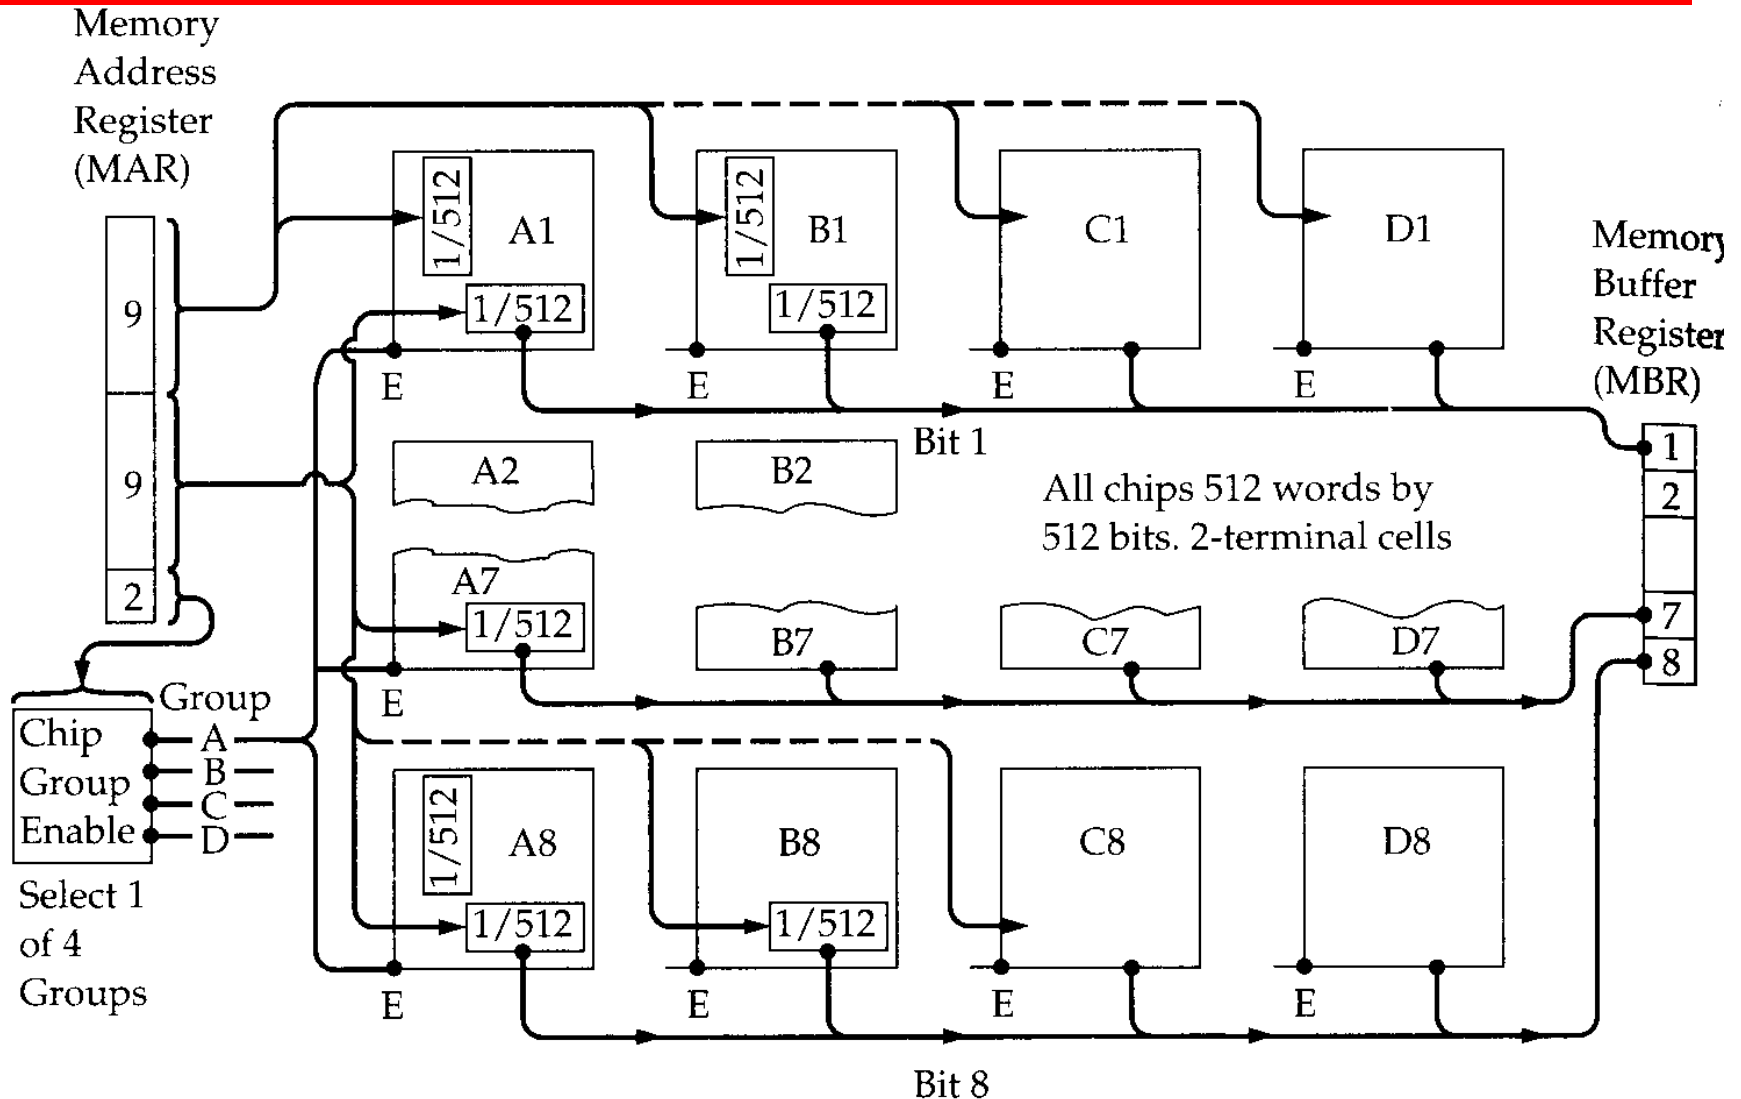 Memory
Address
Register
(MAR)
9
9
2
1/512
A1
1/512
E
1/512
B1
1/512
E
C1
E
D1
E
Memory
Buffer
Register
(MBR)
Bit 1
1
2
7
8
A2
B2
All chips 512 words by
512 bits. 2-terminal cells
A7
1/512
E
B7
C7
D7
Group
Chip
Group
Enable
A
B
C
D
Select 1
of 4
Groups
1/512
A8
1/512
E
B8
1/512
E
C8
E
D8
E
Bit 8